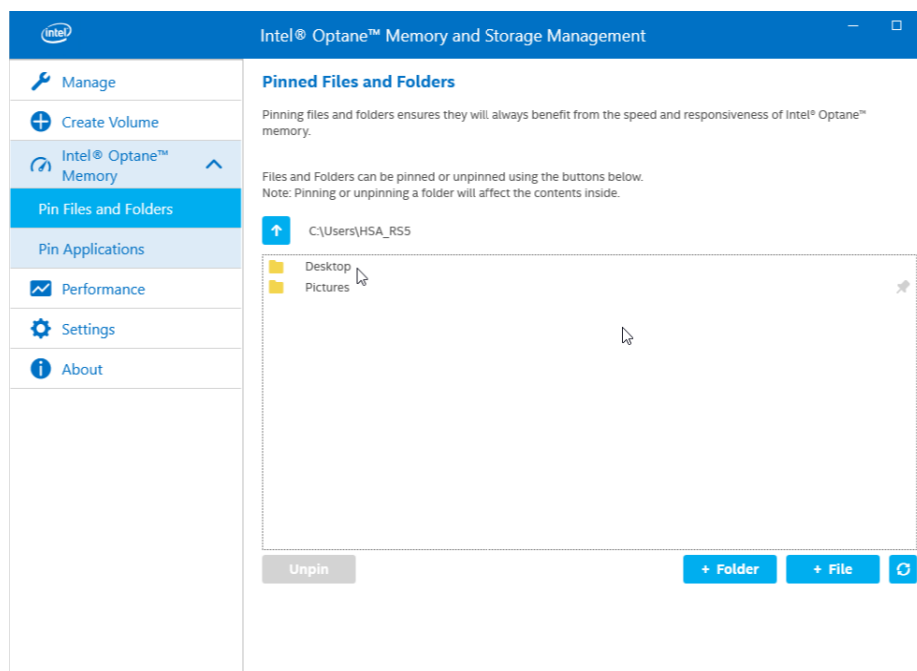 intel
Intel® Optane™ Memory and Storage Management
Manage
Create Volume
Intel® Optane™
Memory
Pin Files and Folders
Pin Applications
Performance
Settings
About
Pinned Files and Folders
Pinning files and folders ensures they will always benefit from the speed and responsiveness of Intel® Optane™
memory.
Files and Folders can be pinned or unpinned using the buttons below.
Note: Pinning or unpinning a folder will affect the contents inside.
C:\Users\HSA_RS5
Desktop
Pictures
Unpin
+ Folder
+ File